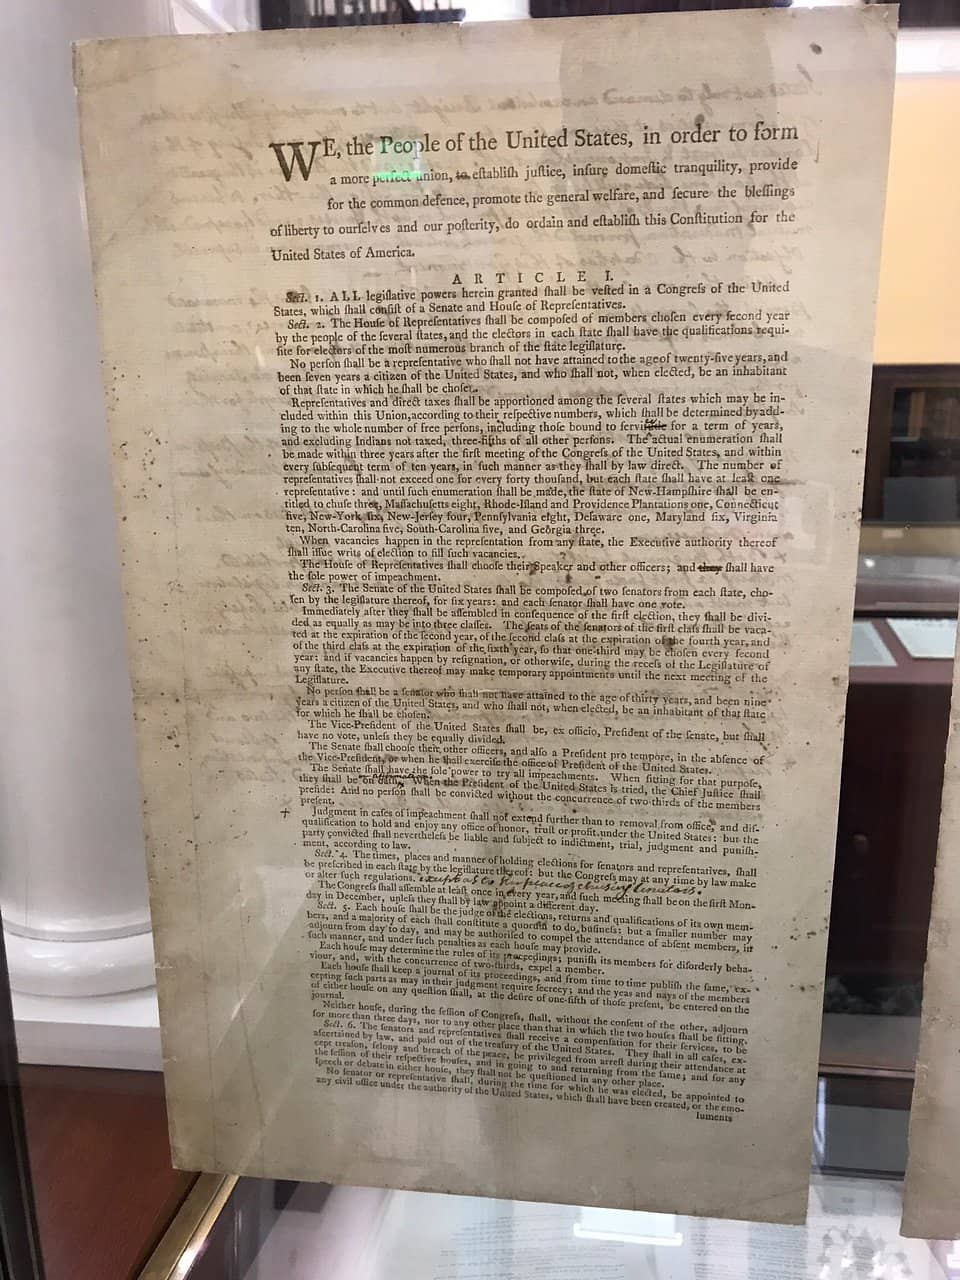 WE, the People of the United States, in order to form
a more perfect union, to eſtabliſh juſtice, inſure domeſtic tranquility, provide
for the common defence, promote the general welfare, and ſecure the bleſſings
of liberty to ourſelves and our poſterity, do ordain and eſtabliſh this Conſtitution for the
United States of America.
ARTICLE I.
Sect. 1. ALL legiſlative powers herein granted ſhall be veſted in a Congreſs of the United
States, which ſhall conſiſt of a Senate and Houſe of Repreſentatives.
Sect. 2. The Houſe of Repreſentatives ſhall be compoſed of members choſen every ſecond year
by the people of the ſeveral ſtates, and the electors in each ſtate ſhall have the qualifications requi-
ſite for electors of the moſt numerous branch of the ſtate legiſlature.
No perſon ſhall be a repreſentative who ſhall not have attained to the age of twenty-five years, and
been ſeven years a citizen of the United States, and who ſhall not, when elected, be an inhabitant
of that ſtate in which he ſhall be choſen.
Repreſentatives and direct taxes ſhall be apportioned among the ſeveral ſtates which may be in-
cluded within this Union, according to their reſpective numbers, which ſhall be determined by add-
ing to the whole number of free perſons, including thoſe bound to ſervitude for a term of years,
and excluding Indians not taxed, three-fifths of all other perſons. The actual enumeration ſhall
be made within three years after the firſt meeting of the Congreſs of the United States, and within
every ſubſequent term of ten years, in ſuch manner as they ſhall by law direct. The number of
repreſentatives ſhall not exceed one for every forty thouſand, but each ſtate ſhall have at leaſt one
repreſentative: and until ſuch enumeration ſhall be made, the ſtate of New-Hampſhire ſhall be en-
titled to chuſe three, Maſſachuſetts eight, Rhode-Iſland and Providence Plantations one, Connecticut
five, New-York ſix, New-Jerſey four, Pennſylvania eight, Delaware one, Maryland ſix, Virginia
ten, North-Carolina five, South-Carolina five, and Georgia three.
When vacancies happen in the repreſentation from any ſtate, the Executive authority thereof
ſhall iſſue writs of election to fill ſuch vacancies.
The Houſe of Repreſentatives ſhall chooſe their Speaker and other officers; and they ſhall have
the ſole power of impeachment.
Sect. 3. The Senate of the United States ſhall be compoſed of two ſenators from each ſtate, cho-
ſen by the legiſlature thereof, for ſix years: and each ſenator ſhall have one vote.
Immediately after they ſhall be aſſembled in conſequence of the firſt election, they ſhall be divi-
ded as equally as may be into three claſſes. The ſeats of the ſenators of the firſt claſs ſhall be vaca-
ted at the expiration of the ſecond year, of the ſecond claſs at the expiration of the fourth year, and
of the third claſs at the expiration of the ſixth year, ſo that one-third may be choſen every ſecond
year: and if vacancies happen by reſignation, or otherwiſe, during the receſs of the Legiſlature of
any ſtate, the Executive thereof may make temporary appointments until the next meeting of the
Legiſlature.
No perſon ſhall be a ſenator who ſhall not have attained to the age of thirty years, and been nine
years a citizen of the United States, and who ſhall not, when elected, be an inhabitant of that ſtate
for which he ſhall be choſen.
The Vice-Preſident of the United States ſhall be, ex officio, Preſident of the ſenate, but ſhall
have no vote, unleſs they be equally divided.
The Senate ſhall chooſe their other officers, and alſo a Preſident pro tempore, in the abſence of
the Vice-Preſident, or when he ſhall exerciſe the office of Preſident of the United States.
The Senate ſhall have the ſole power to try all impeachments. When ſitting for that purpoſe,
they ſhall be on oath. When the Preſident of the United States is tried, the Chief Juſtice ſhall
preſide: And no perſon ſhall be convicted without the concurrence of two-thirds of the members
preſent.
+ Judgment in caſes of impeachment ſhall not extend further than to removal from office, and diſ-
qualification to hold and enjoy any office of honor, truſt or profit under the United States: but the
party convicted ſhall nevertheleſs be liable and ſubject to indictment, trial, judgment and puniſh-
ment, according to law.
Sect. 4. The times, places and manner of holding elections for ſenators and repreſentatives, ſhall
be preſcribed in each ſtate by the legiſlature thereof: but the Congreſs may at any time by law make
or alter ſuch regulations. except as to the place of chusing Senators.
The Congreſs ſhall aſſemble at leaſt once in every year, and ſuch meeting ſhall be on the firſt Mon-
day in December, unleſs they ſhall by law appoint a different day.
Sect. 5. Each houſe ſhall be the judge of the elections, returns and qualifications of its own mem-
bers, and a majority of each ſhall conſtitute a quorum to do buſineſs: but a ſmaller number may
adjourn from day to day, and may be authoriſed to compel the attendance of abſent members, in
ſuch manner, and under ſuch penalties as each houſe may provide.
Each houſe may determine the rules of its proceedings; puniſh its members for diſorderly beha-
viour, and, with the concurrence of two-thirds, expel a member.
Each houſe ſhall keep a journal of its proceedings, and from time to time publiſh the ſame, ex-
cepting ſuch parts as may in their judgment require ſecrecy; and the yeas and nays of the members
of either houſe on any queſtion ſhall, at the deſire of one-fifth of thoſe preſent, be entered on the
journal.
Neither houſe, during the ſeſſion of Congreſs, ſhall, without the conſent of the other, adjourn
for more than three days, nor to any other place than that in which the two houſes ſhall be ſitting.
Sect. 6. The ſenators and repreſentatives ſhall receive a compenſation for their ſervices, to be
aſcertained by law, and paid out of the treaſury of the United States. They ſhall in all caſes, ex-
cept treaſon, felony and breach of the peace, be privileged from arreſt during their attendance at
the ſeſſion of their reſpective houſes, and in going to and returning from the ſame; and for any
ſpeech or debate in either houſe, they ſhall not be queſtioned in any other place.
No ſenator or repreſentative ſhall, during the time for which he was elected, be appointed to
any civil office under the authority of the United States, which ſhall have been created, or the emo-
luments